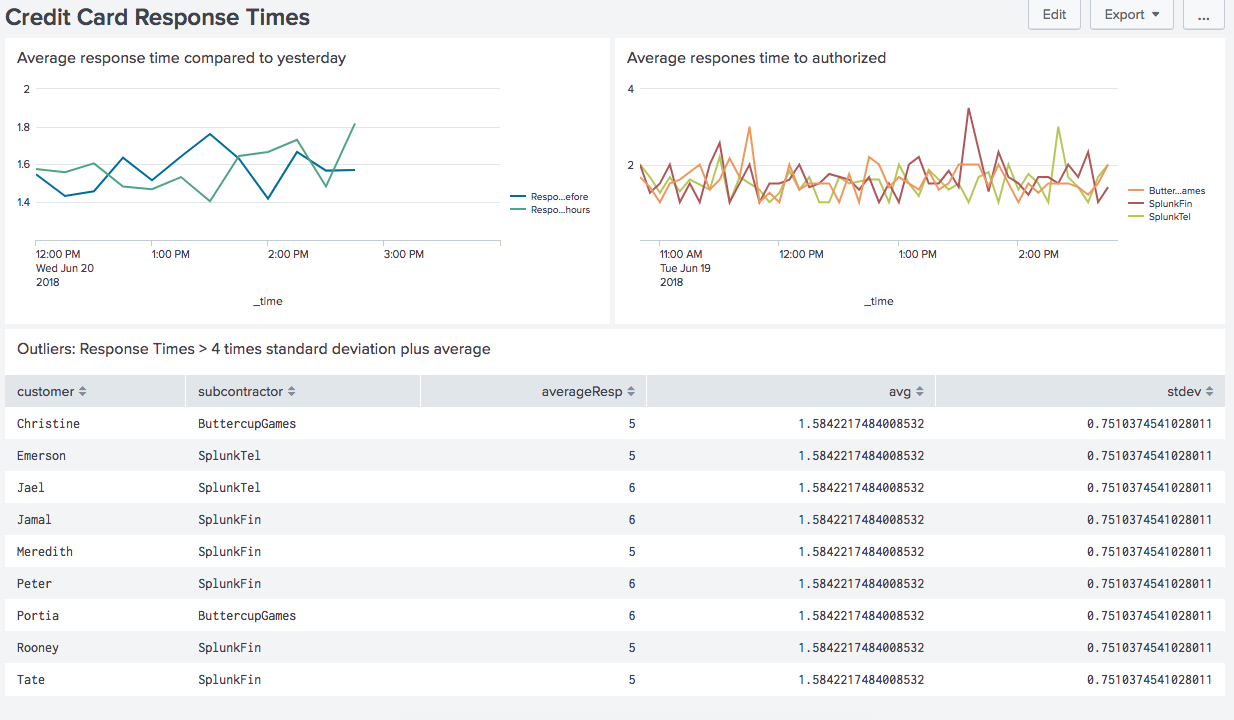 Credit Card Response Times
Edit
Export
...
Average response time compared to yesterday
2
1.8
1.6
1.4
12:00 PM
Wed Jun 20
2018
1:00 PM
2:00 PM
3:00 PM
_time
Respo...efore
Respo...hours
Average respones time to authorized
4
2
11:00 AM
Tue Jun 19
2018
12:00 PM
1:00 PM
2:00 PM
_time
Butter...ames
SplunkFin
SplunkTel
Outliers: Response Times > 4 times standard deviation plus average
customer subcontractor averageResp avg stdev
Christine ButtercupGames 5 1.5842217484008532 0.7510374541028011
Emerson SplunkTel 5 1.5842217484008532 0.7510374541028011
Jael SplunkTel 6 1.5842217484008532 0.7510374541028011
Jamal SplunkFin 6 1.5842217484008532 0.7510374541028011
Meredith SplunkFin 5 1.5842217484008532 0.7510374541028011
Peter SplunkFin 6 1.5842217484008532 0.7510374541028011
Portia ButtercupGames 6 1.5842217484008532 0.7510374541028011
Rooney SplunkFin 5 1.5842217484008532 0.7510374541028011
Tate SplunkFin 5 1.5842217484008532 0.7510374541028011